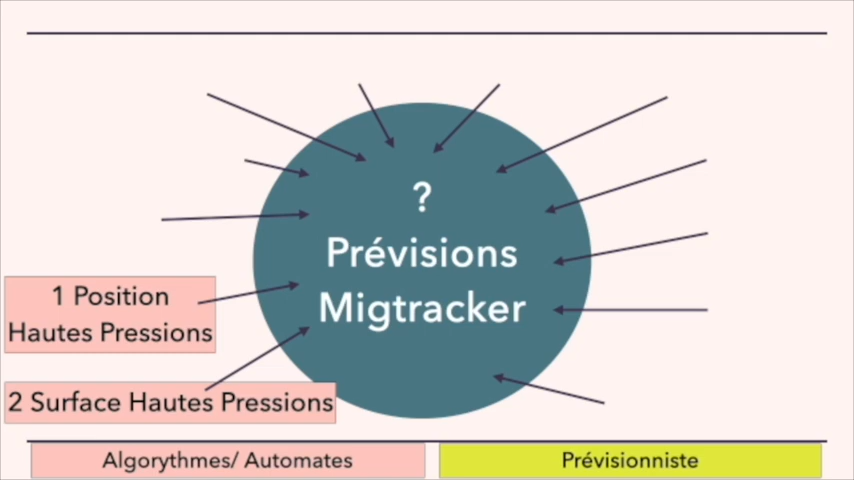 ?
Prévisions
Migtracker
1 Position
Hautes Pressions
2 Surface Hautes Pressions
Algorythmes/ Automates
Prévisionniste